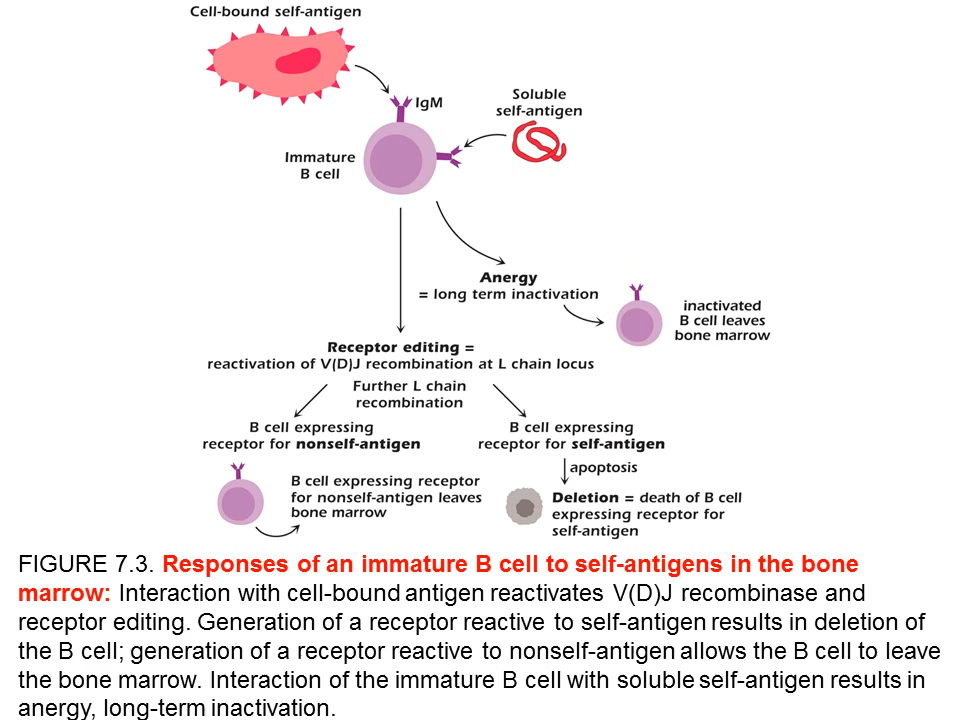 Cell-bound self-antigen
IgM
Soluble
self-antigen
Immature
B cell
Anergy
= long term inactivation
inactivated
B cell leaves
bone marrow
Receptor editing =
reactivation of V(D)J recombination at L chain locus
Further L chain
recombination
B cell expressing
receptor for nonself-antigen
B cell expressing
receptor for self-antigen
apoptosis
B cell expressing receptor
for nonself-antigen leaves
bone marrow
Deletion = death of B cell
expressing receptor for
self-antigen
FIGURE 7.3. Responses of an immature B cell to self-antigens in the bone
marrow: Interaction with cell-bound antigen reactivates V(D)J recombinase and
receptor editing. Generation of a receptor reactive to self-antigen results in deletion of
the B cell; generation of a receptor reactive to nonself-antigen allows the B cell to leave
the bone marrow. Interaction of the immature B cell with soluble self-antigen results in
anergy, long-term inactivation.